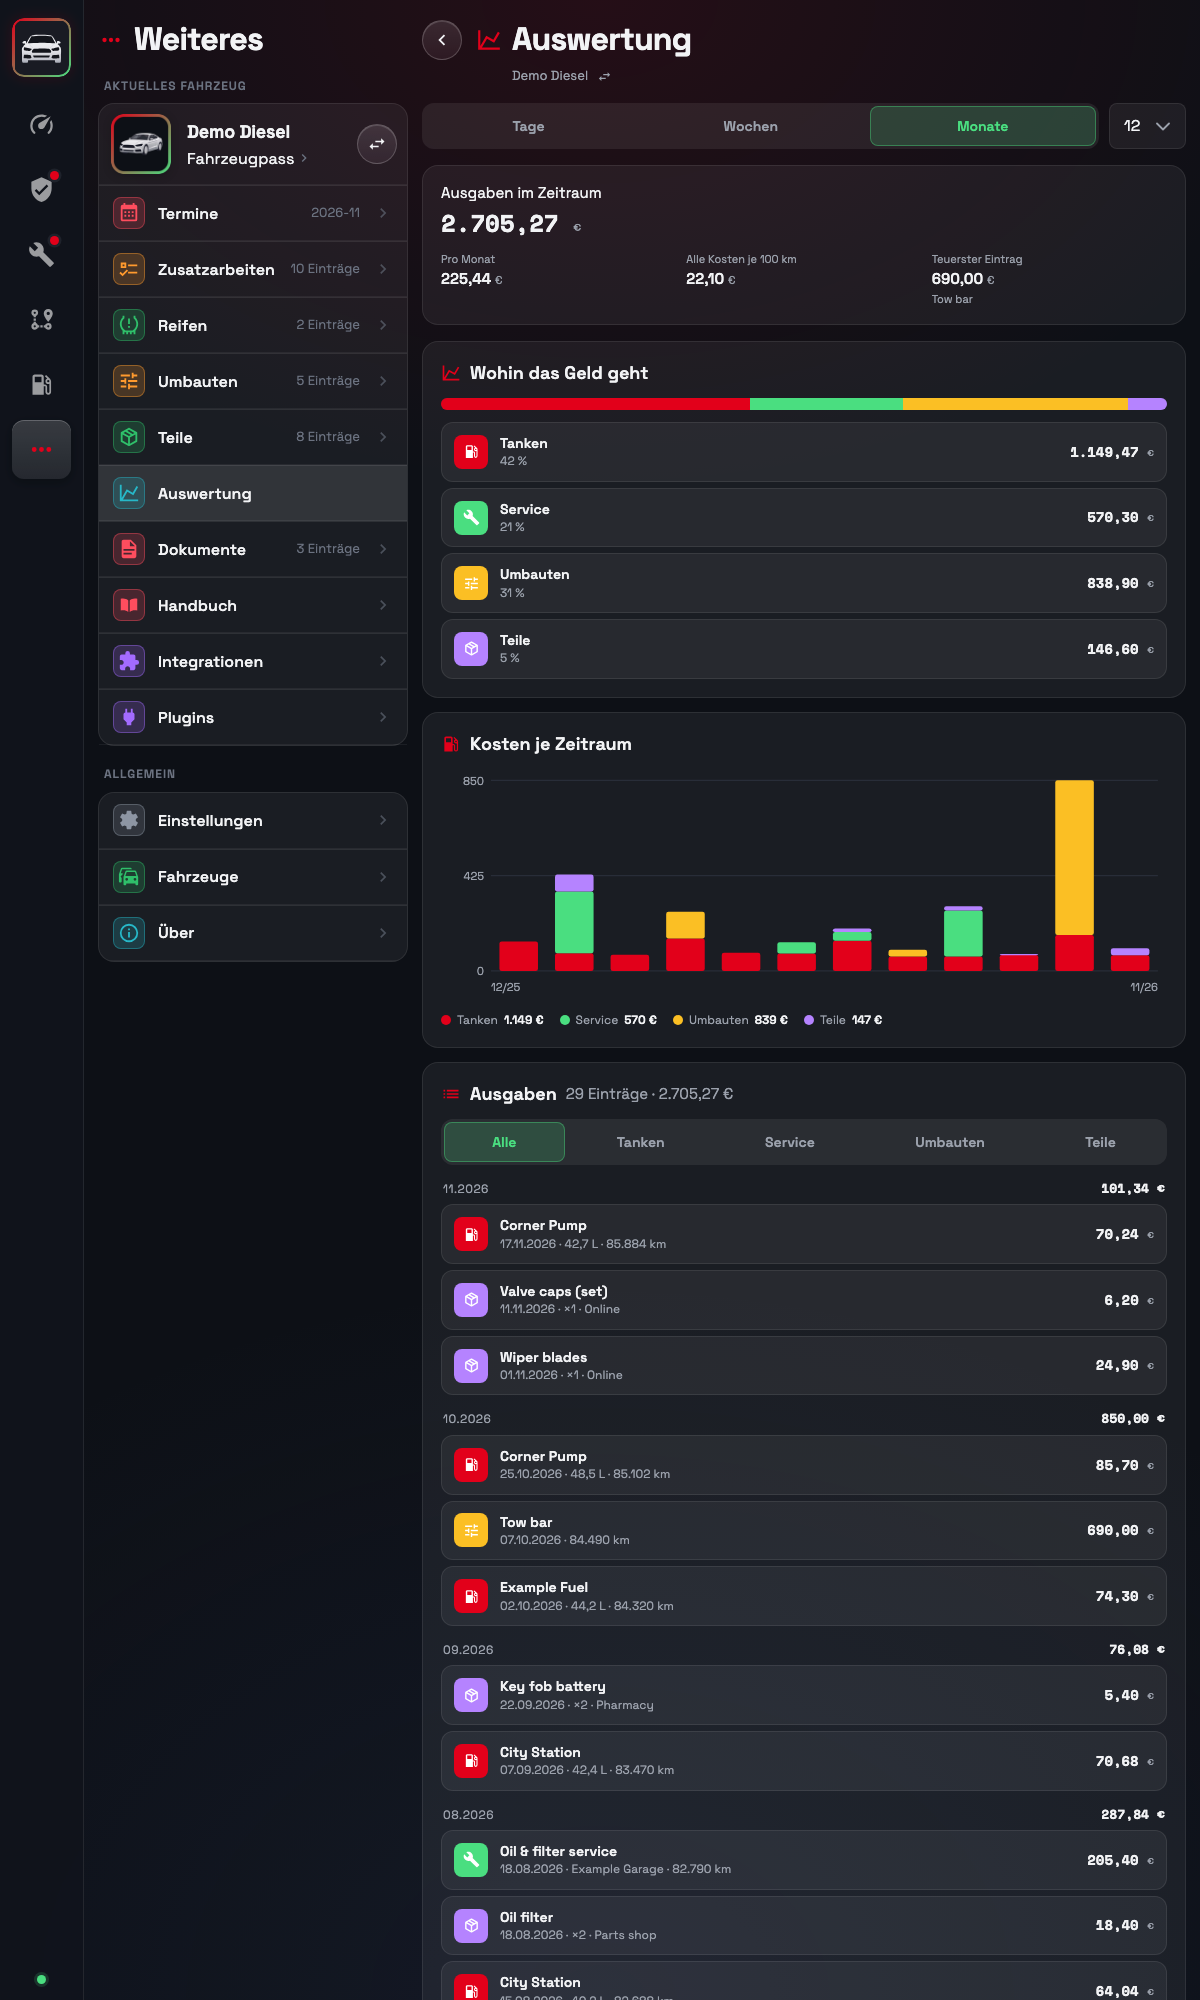 Weiteres
AKTUELLES FAHRZEUG
Demo Diesel
Fahrzeugpass
Termine 2026-11
Zusatzarbeiten 10 Einträge
Reifen 2 Einträge
Umbauten 5 Einträge
Teile 8 Einträge
Auswertung
Dokumente 3 Einträge
Handbuch
Integrationen
Plugins
ALLGEMEIN
Einstellungen
Fahrzeuge
Über
Auswertung
Demo Diesel
Tage Wochen Monate 12
Ausgaben im Zeitraum
2.705,27 €
Pro Monat Alle Kosten je 100 km Teuerster Eintrag
225,44 € 22,10 € 690,00 €
Tow bar
Wohin das Geld geht
Tanken 1.149,47 €
42 %
Service 570,30 €
21 %
Umbauten 838,90 €
31 %
Teile 146,60 €
5 %
Kosten je Zeitraum
850
425
0
12/25 11/26
Tanken 1.149 € Service 570 € Umbauten 839 € Teile 147 €
Ausgaben 29 Einträge · 2.705,27 €
Alle Tanken Service Umbauten Teile
11.2026 101,34 €
Corner Pump 70,24 €
17.11.2026 · 42,7 L · 85.884 km
Valve caps (set) 6,20 €
11.11.2026 · ×1 · Online
Wiper blades 24,90 €
01.11.2026 · ×1 · Online
10.2026 850,00 €
Corner Pump 85,70 €
25.10.2026 · 48,5 L · 85.102 km
Tow bar 690,00 €
07.10.2026 · 84.490 km
Example Fuel 74,30 €
02.10.2026 · 44,2 L · 84.320 km
09.2026 76,08 €
Key fob battery 5,40 €
22.09.2026 · ×2 · Pharmacy
City Station 70,68 €
07.09.2026 · 42,4 L · 83.470 km
08.2026 287,84 €
Oil & filter service 205,40 €
18.08.2026 · Example Garage · 82.790 km
Oil filter 18,40 €
18.08.2026 · ×2 · Parts shop
City Station 64,04 €